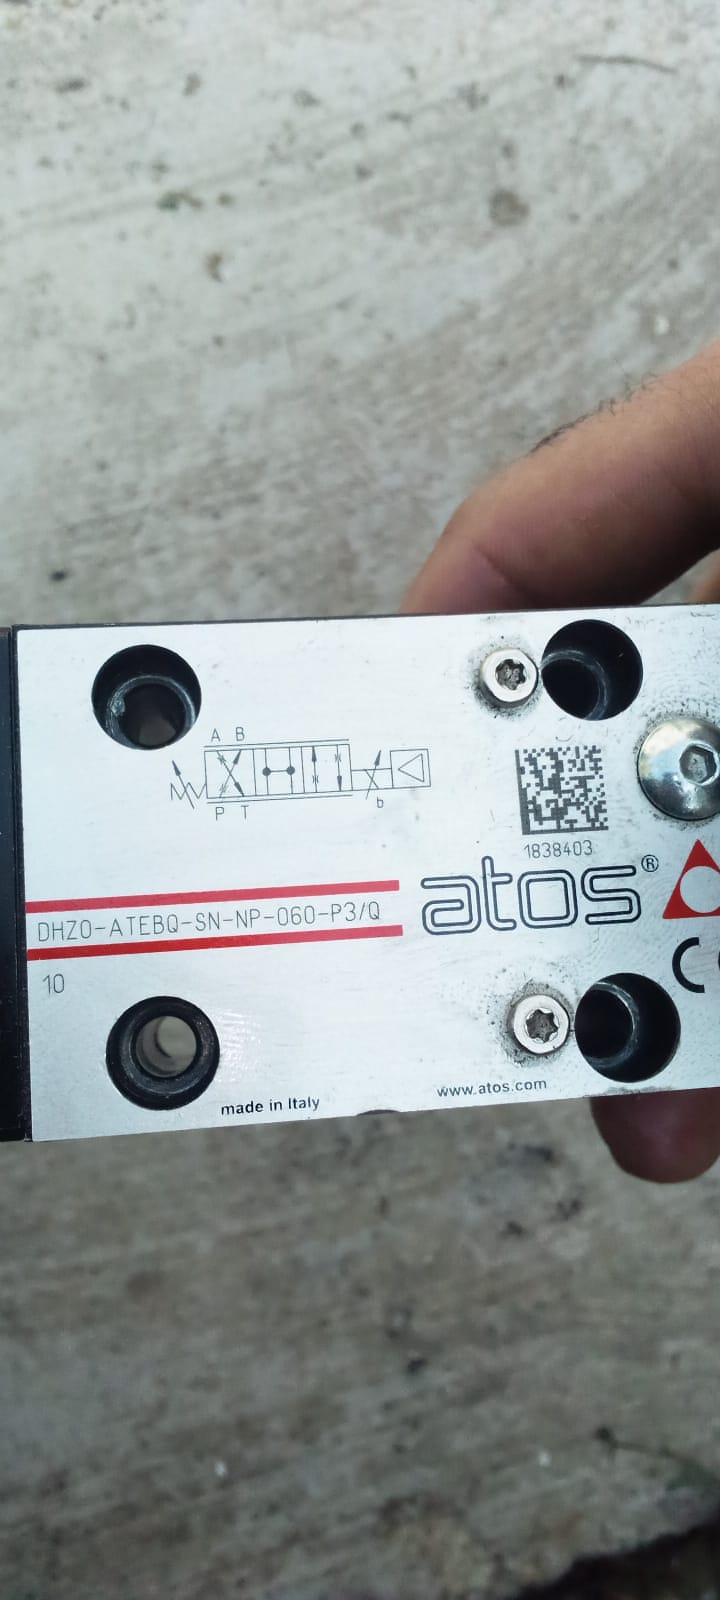 A B
P T
b
1838403
DHZO-ATEBQ-SN-NP-060-P3/Q
atos®
10
made in Italy
www.atos.com